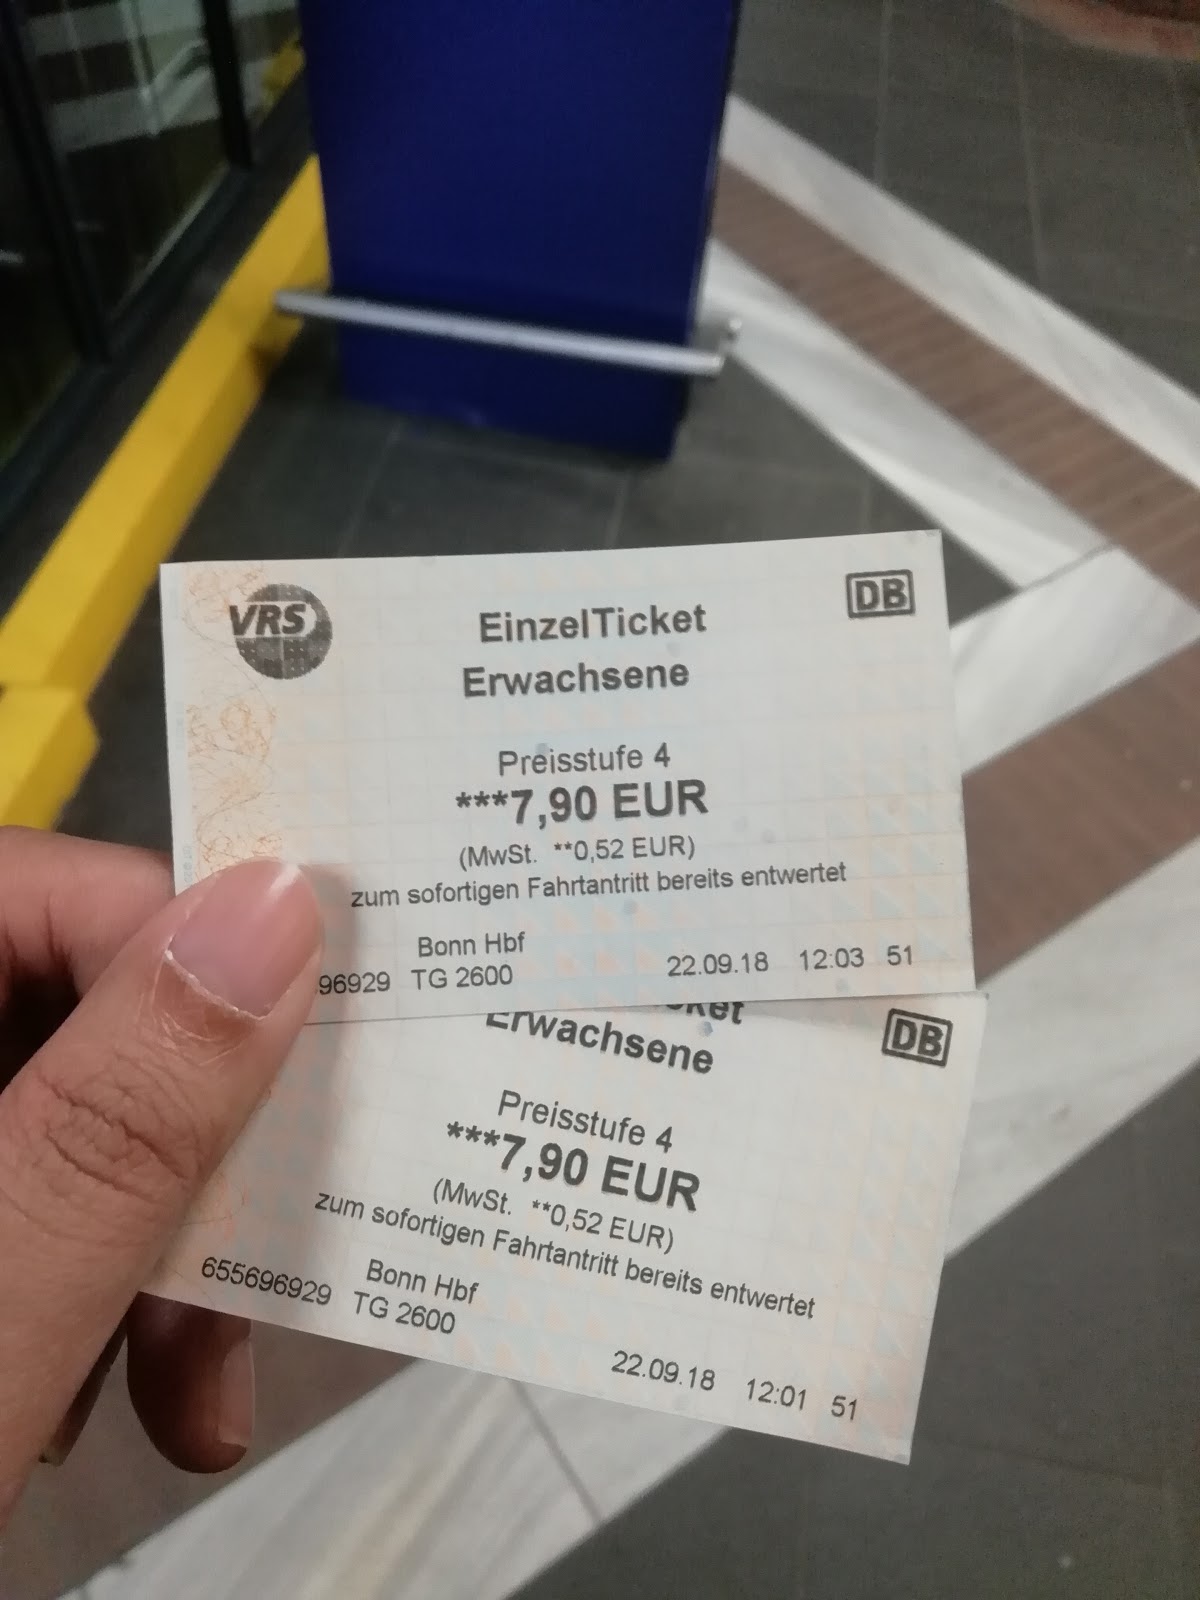 VRS
DB
EinzelTicket
Erwachsene
Preisstufe 4
***7,90 EUR
(MwSt. **0,52 EUR)
zum sofortigen Fahrtantritt bereits entwertet
Bonn Hbf
96929 TG 2600 22.09.18 12:03 51
DB
Erwachsene
Preisstufe 4
***7,90 EUR
(MwSt. **0,52 EUR)
zum sofortigen Fahrtantritt bereits entwertet
Bonn Hbf
655696929 TG 2600
22.09.18 12:01 51